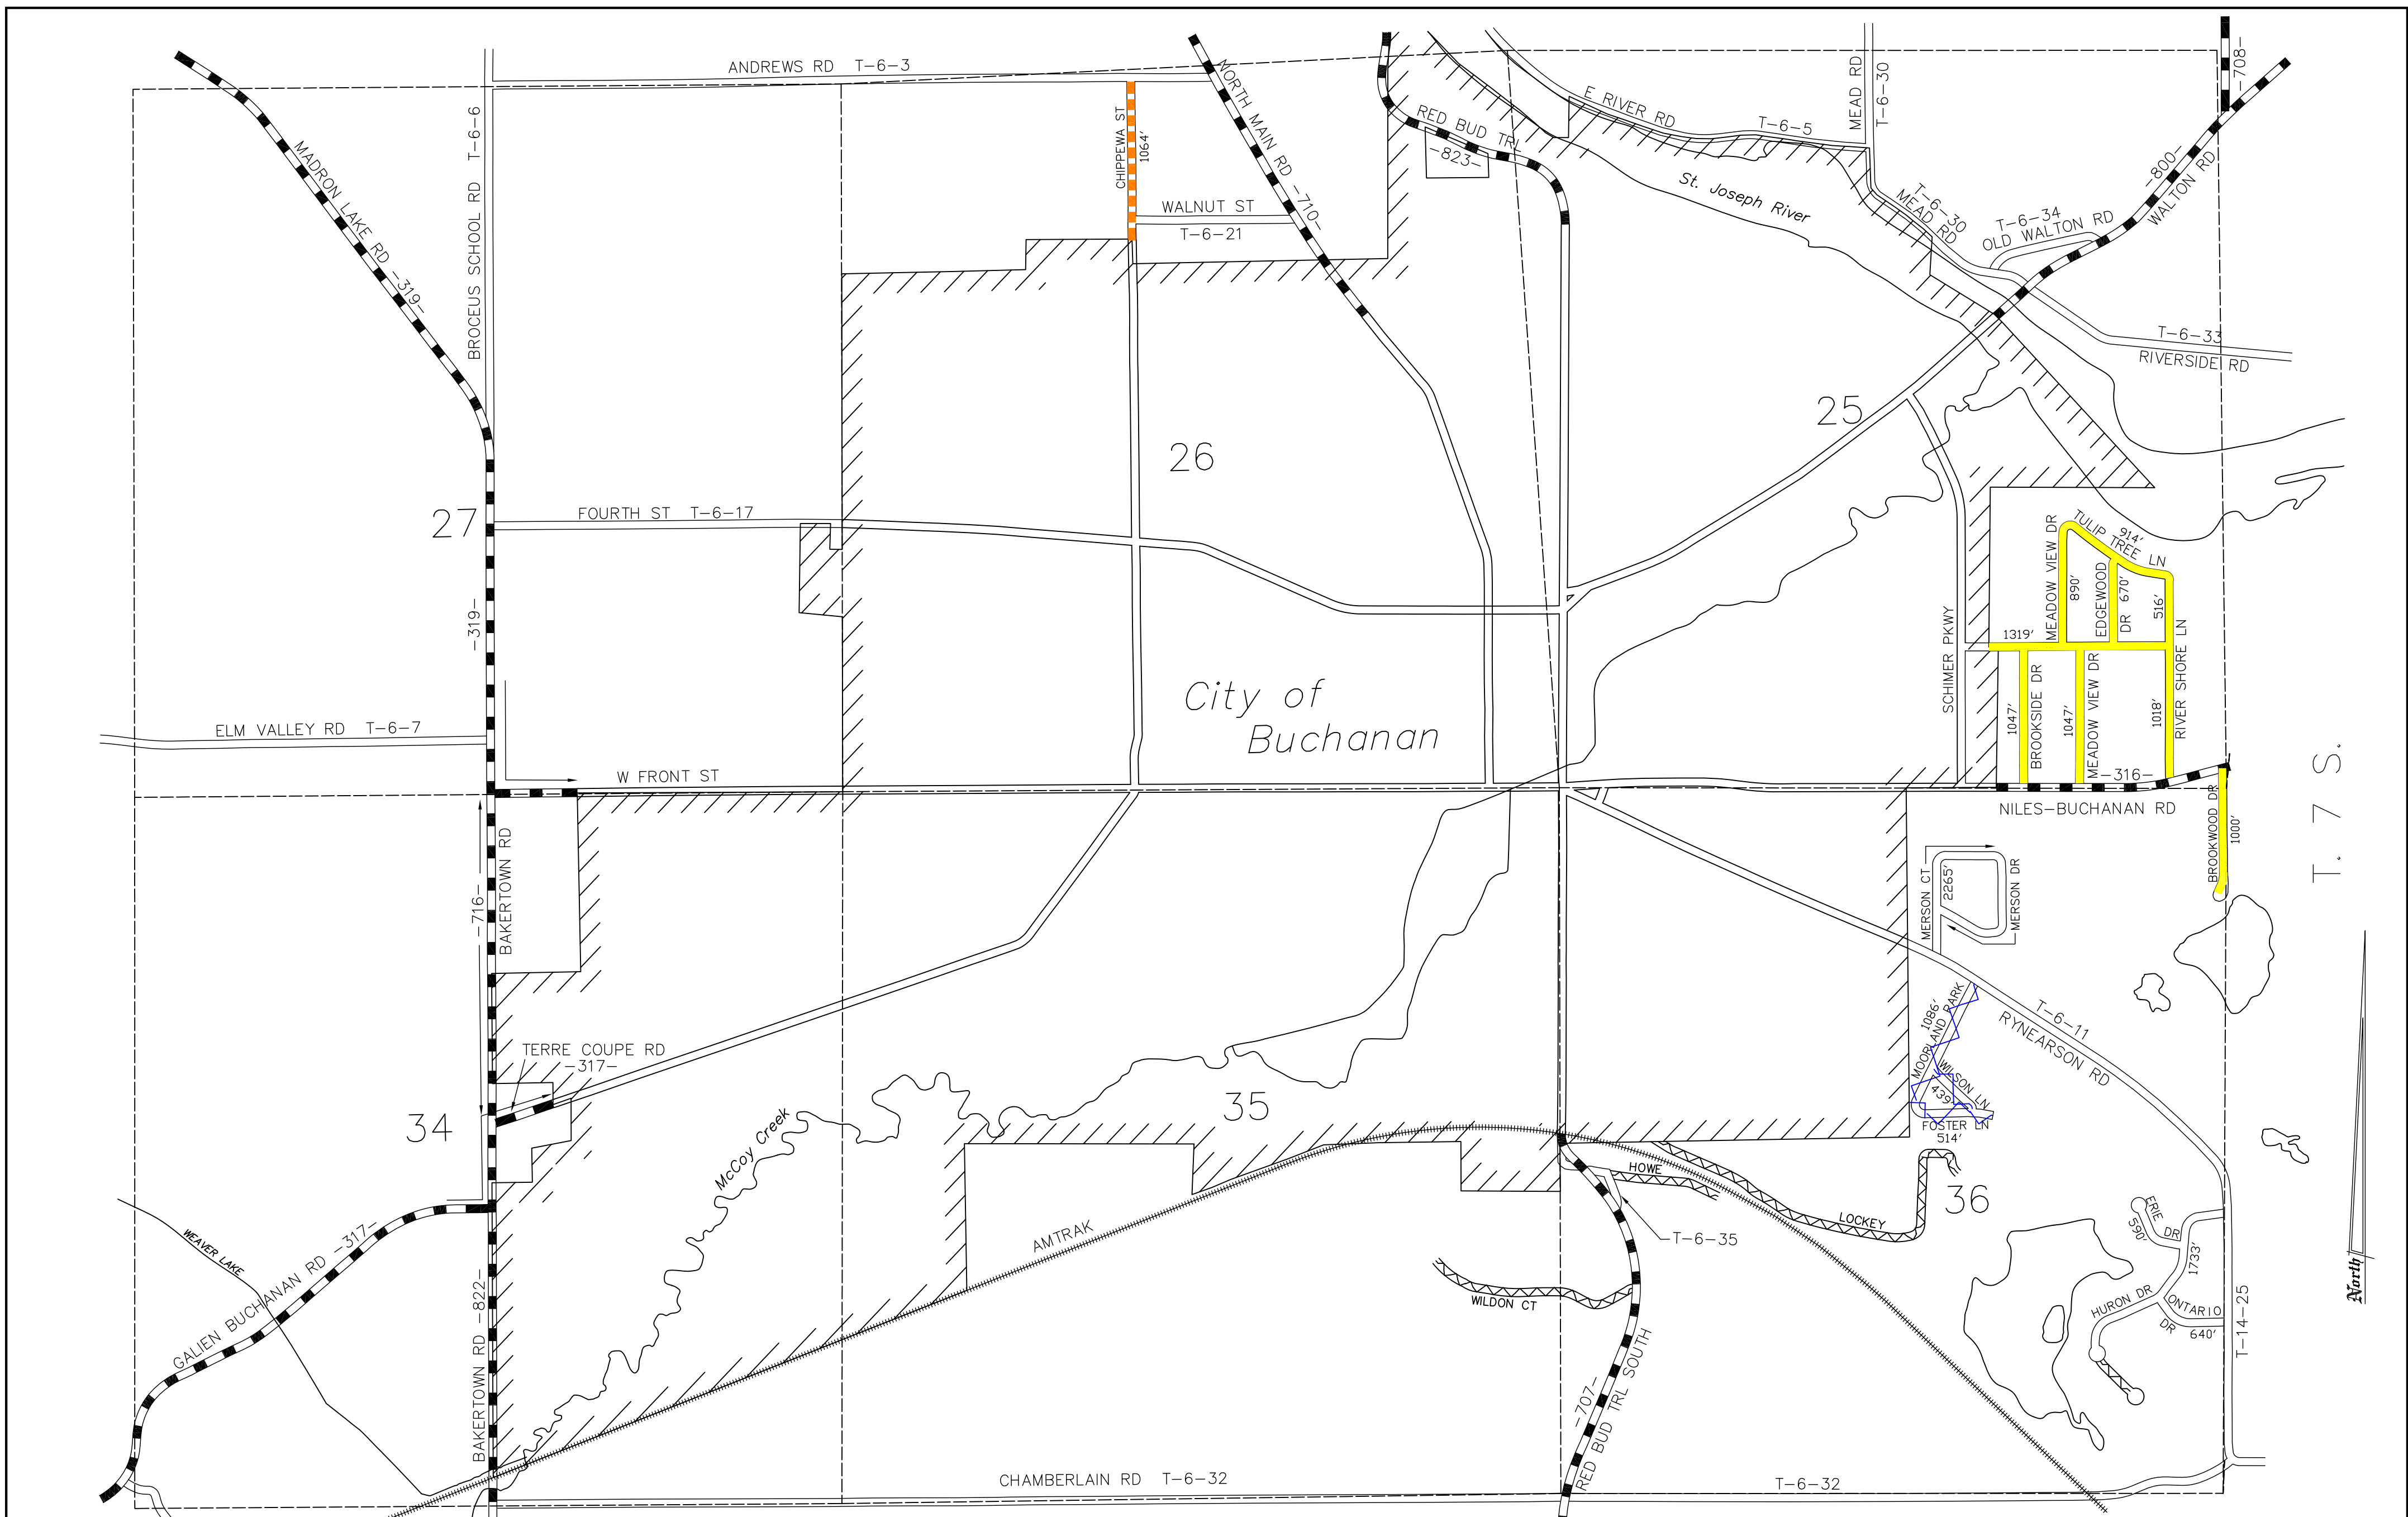 ANDREWS RD T-6-3
BROCEUS SCHOOL RD T-6-6
MADRON LAKE RD -319-
CHIPPEWA ST
1064'
NORTH MAIN RD -710-
WALNUT ST
T-6-21
RED BUD TRL
-823-
E RIVER RD
T-6-5
MEAD RD
T-6-30
St. Joseph River
T-6-30
MEAD RD
T-6-34
OLD WALTON RD
-708-
-800-
WALTON RD
T-6-33
RIVERSIDE RD
25
26
27
FOURTH ST T-6-17
-319-
ELM VALLEY RD T-6-7
W FRONT ST
City of
Buchanan
SCHIMER PKWY
MEADOW VIEW DR
890'
TULIP TREE LN
914'
EDGEWOOD
DR 670'
516'
1319'
RIVER SHORE LN
1047'
BROOKSIDE DR
1047'
MEADOW VIEW DR
1018'
-316-
NILES-BUCHANAN RD
BROOKWOOD DR
1000'
T. 7 S.
-716-
BAKERTOWN RD
MERSON CT
2265'
MERSON DR
TERRE COUPE RD
-317-
34
35
McCoy Creek
1086'
MOORLAND PARK
WILSON LN
439'
FOSTER LN
514'
T-6-11
RYNEARSON RD
HOWE
LOCKEY
36
T-6-35
WILDON CT
AMTRAK
WEAVER LAKE
GALIEN BUCHANAN RD -317-
BAKERTOWN RD -822-
-707-
RED BUD TRL SOUTH
ERIE DR
590'
1733'
HURON DR
ONTARIO
DR 640'
T-14-25
North
CHAMBERLAIN RD T-6-32
T-6-32